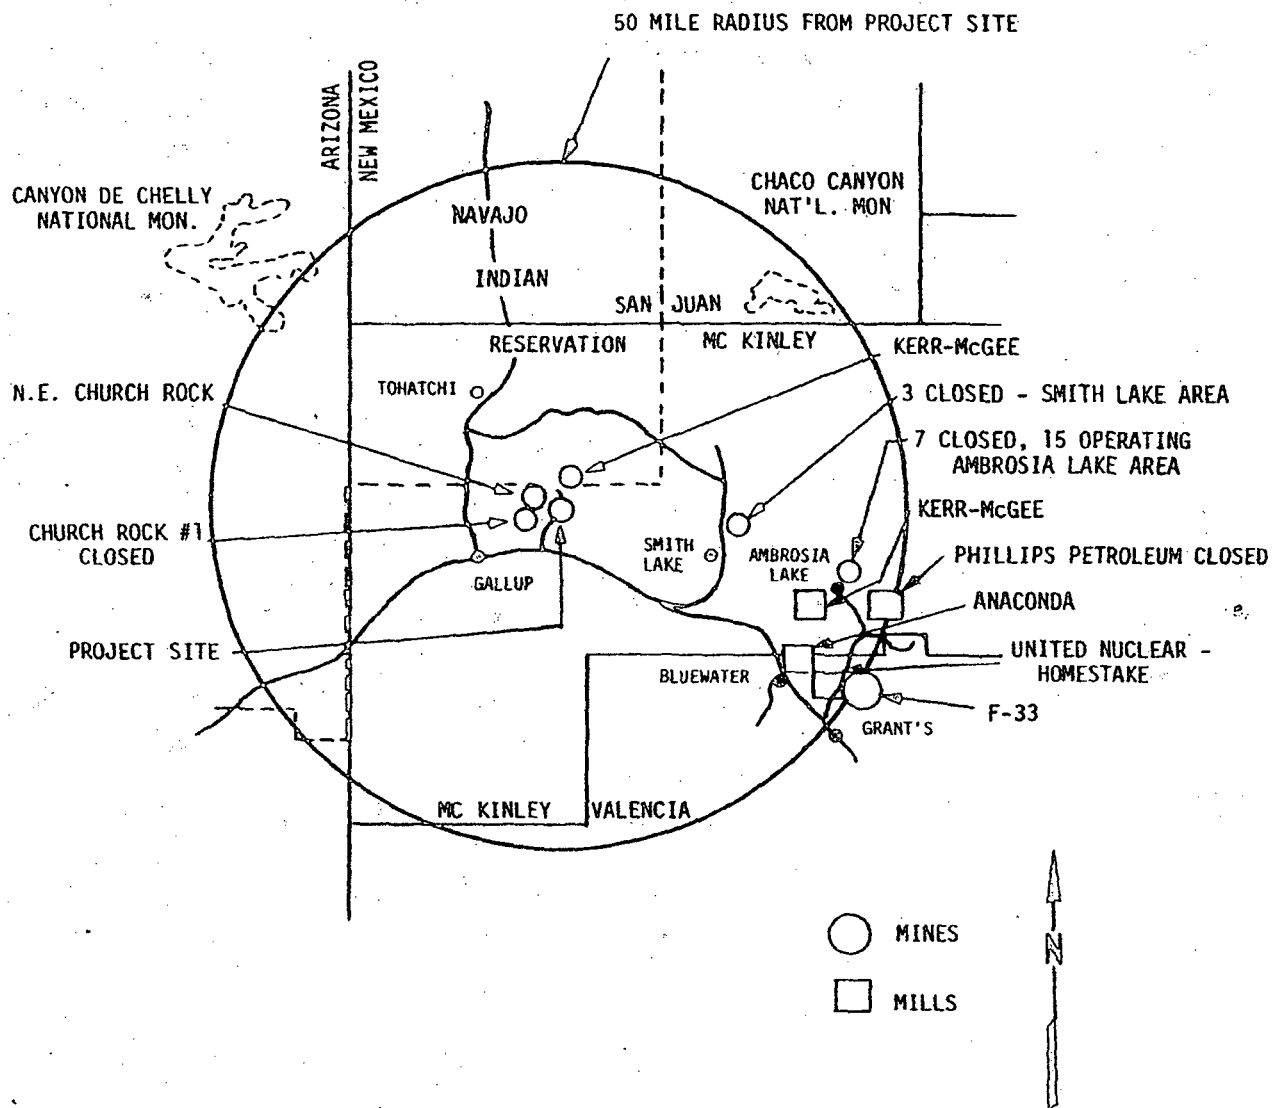 50 MILE RADIUS FROM PROJECT SITE
ARIZONA
NEW MEXICO
CANYON DE CHELLY
NATIONAL MON.
CHACO CANYON
NAT'L. MON
NAVAJO
INDIAN
SAN JUAN
RESERVATION
MC KINLEY
KERR-McGEE
N.E. CHURCH ROCK
TOHATCHI
3 CLOSED - SMITH LAKE AREA
7 CLOSED, 15 OPERATING
AMBROSIA LAKE AREA
KERR-McGEE
CHURCH ROCK #1
CLOSED
SMITH
LAKE
AMBROSIA
LAKE
PHILLIPS PETROLEUM CLOSED
GALLUP
ANACONDA
PROJECT SITE
UNITED NUCLEAR -
HOMESTAKE
BLUEWATER
F-33
GRANT'S
MC KINLEY
VALENCIA
MINES
N
MILLS